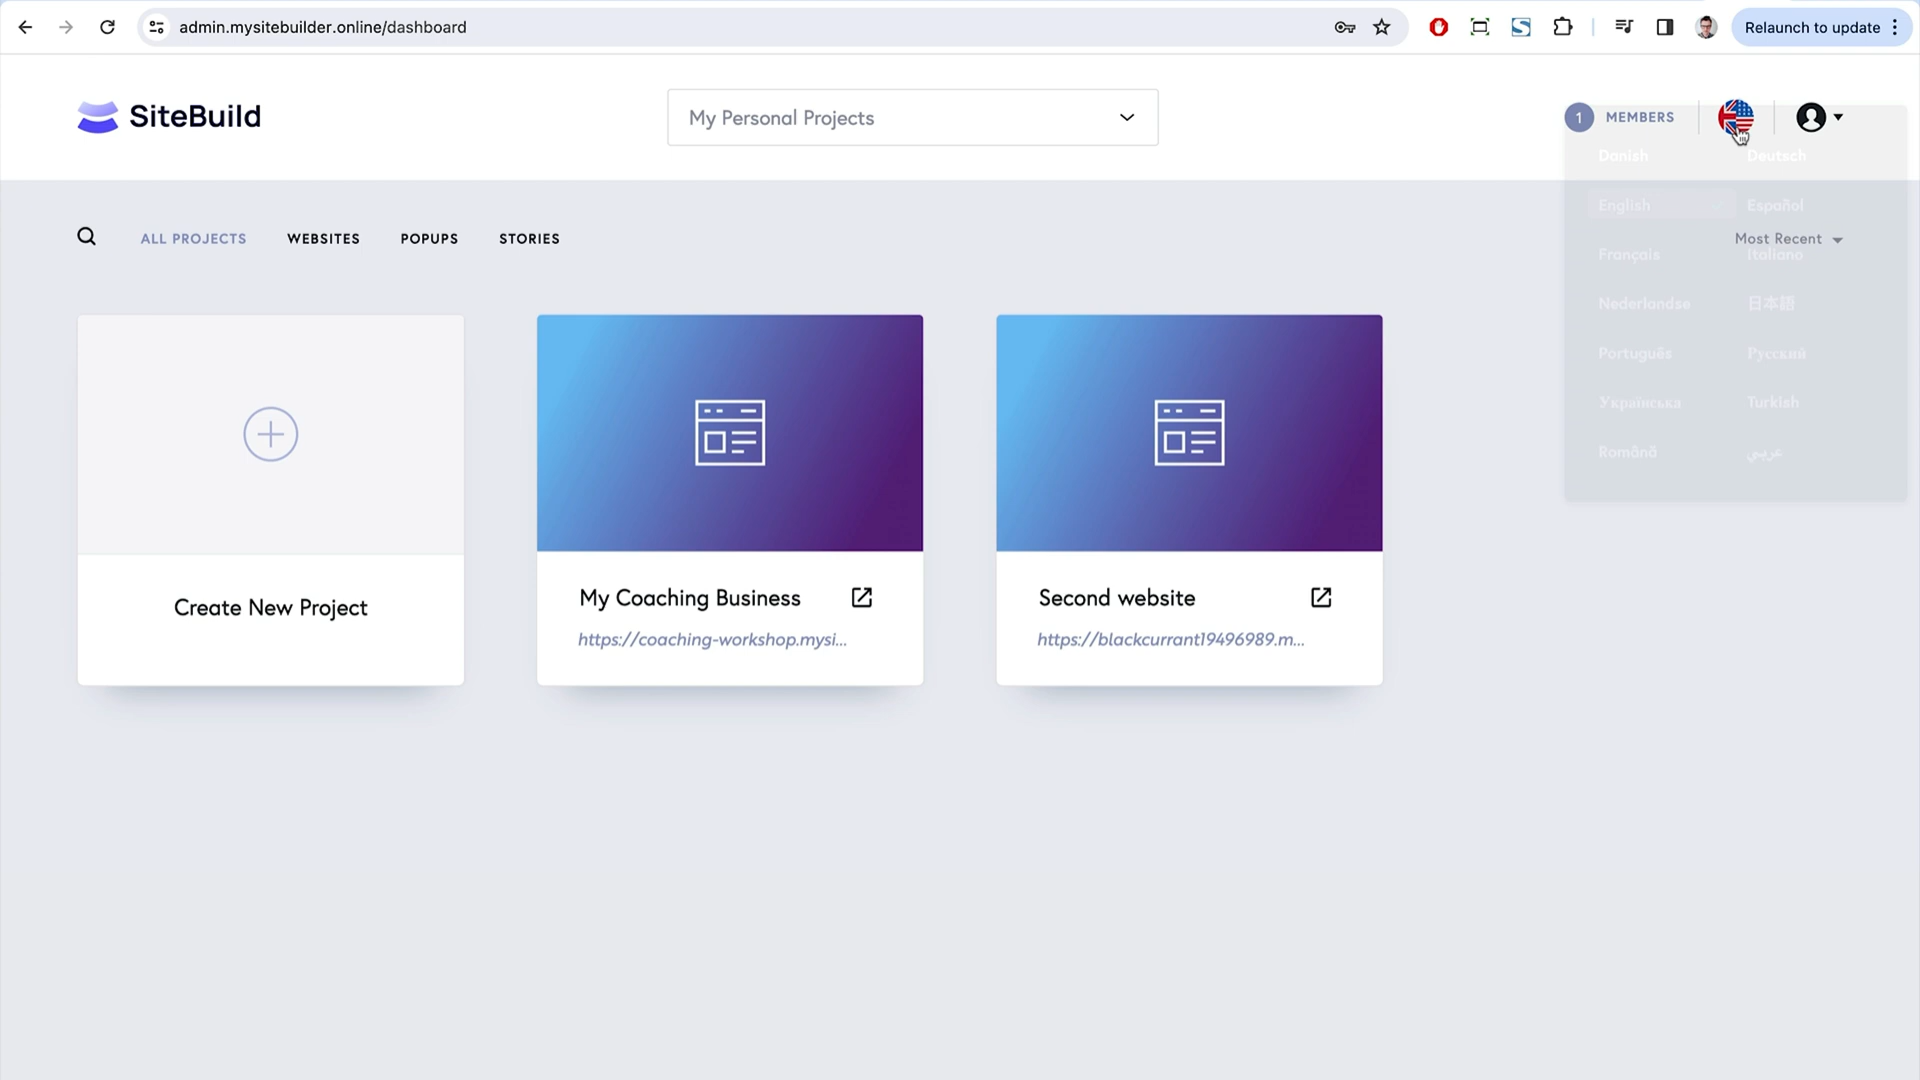 admin.mysitebuilder.online/dashboard
Relaunch to update
SiteBuild
My Personal Projects
1 MEMBERS
Danish Deutsch
English Español
ALL PROJECTS WEBSITES POPUPS STORIES
Most Recent
Français Italiano
Nederlandse 日本語
Português Русский
Українська Turkish
Română عربي
Create New Project
My Coaching Business
https://coaching-workshop.mysi...
Second website
https://blackcurrant19496989.m...